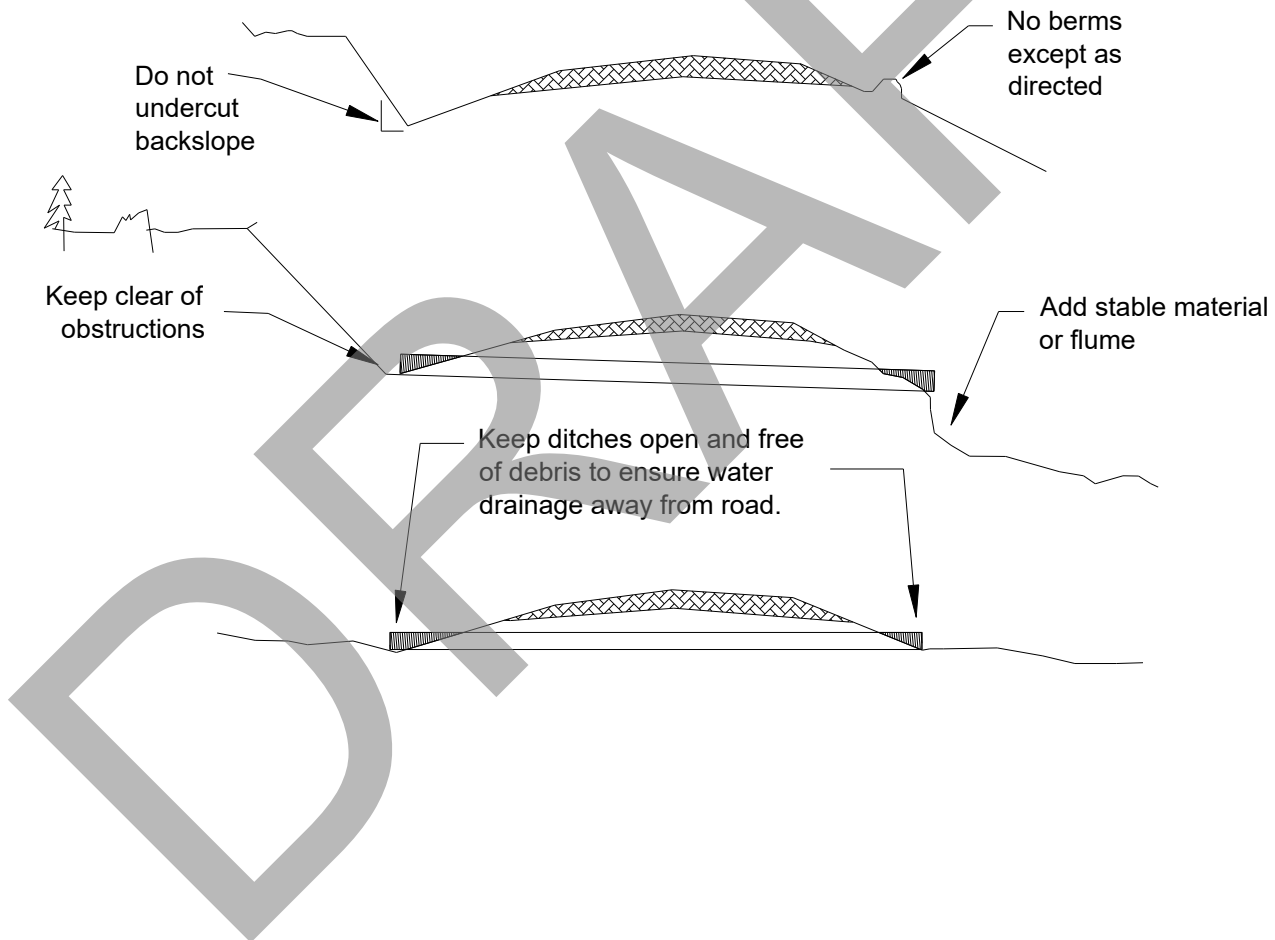 No berms
except as
directed
Do not
undercut
backslope
Keep clear of
obstructions
Add stable material
or flume
Keep ditches open and free
of debris to ensure water
drainage away from road.
DRAF